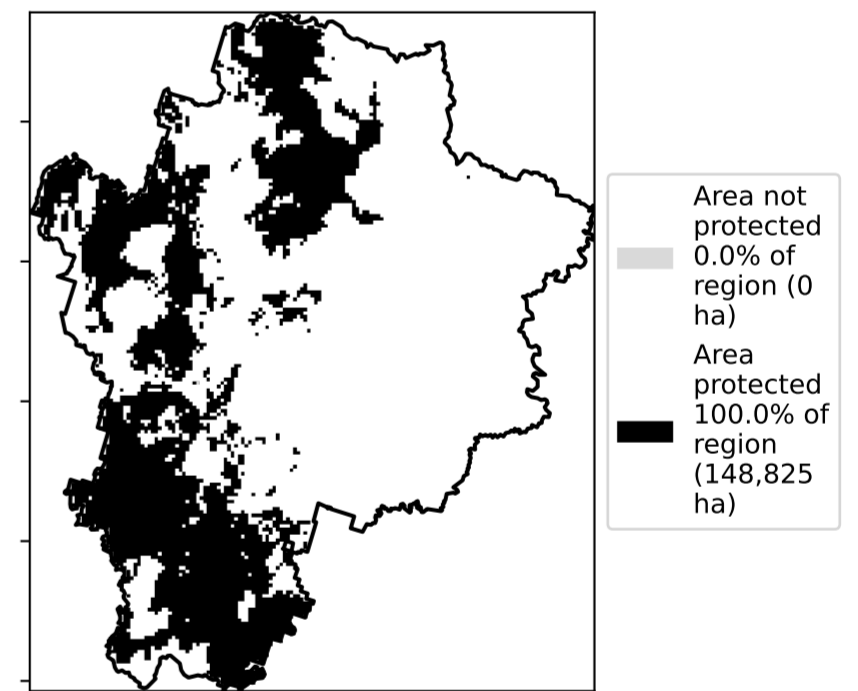 Area not
protected
0.0% of
region (0
ha)
Area
protected
100.0% of
region
(148,825
ha)